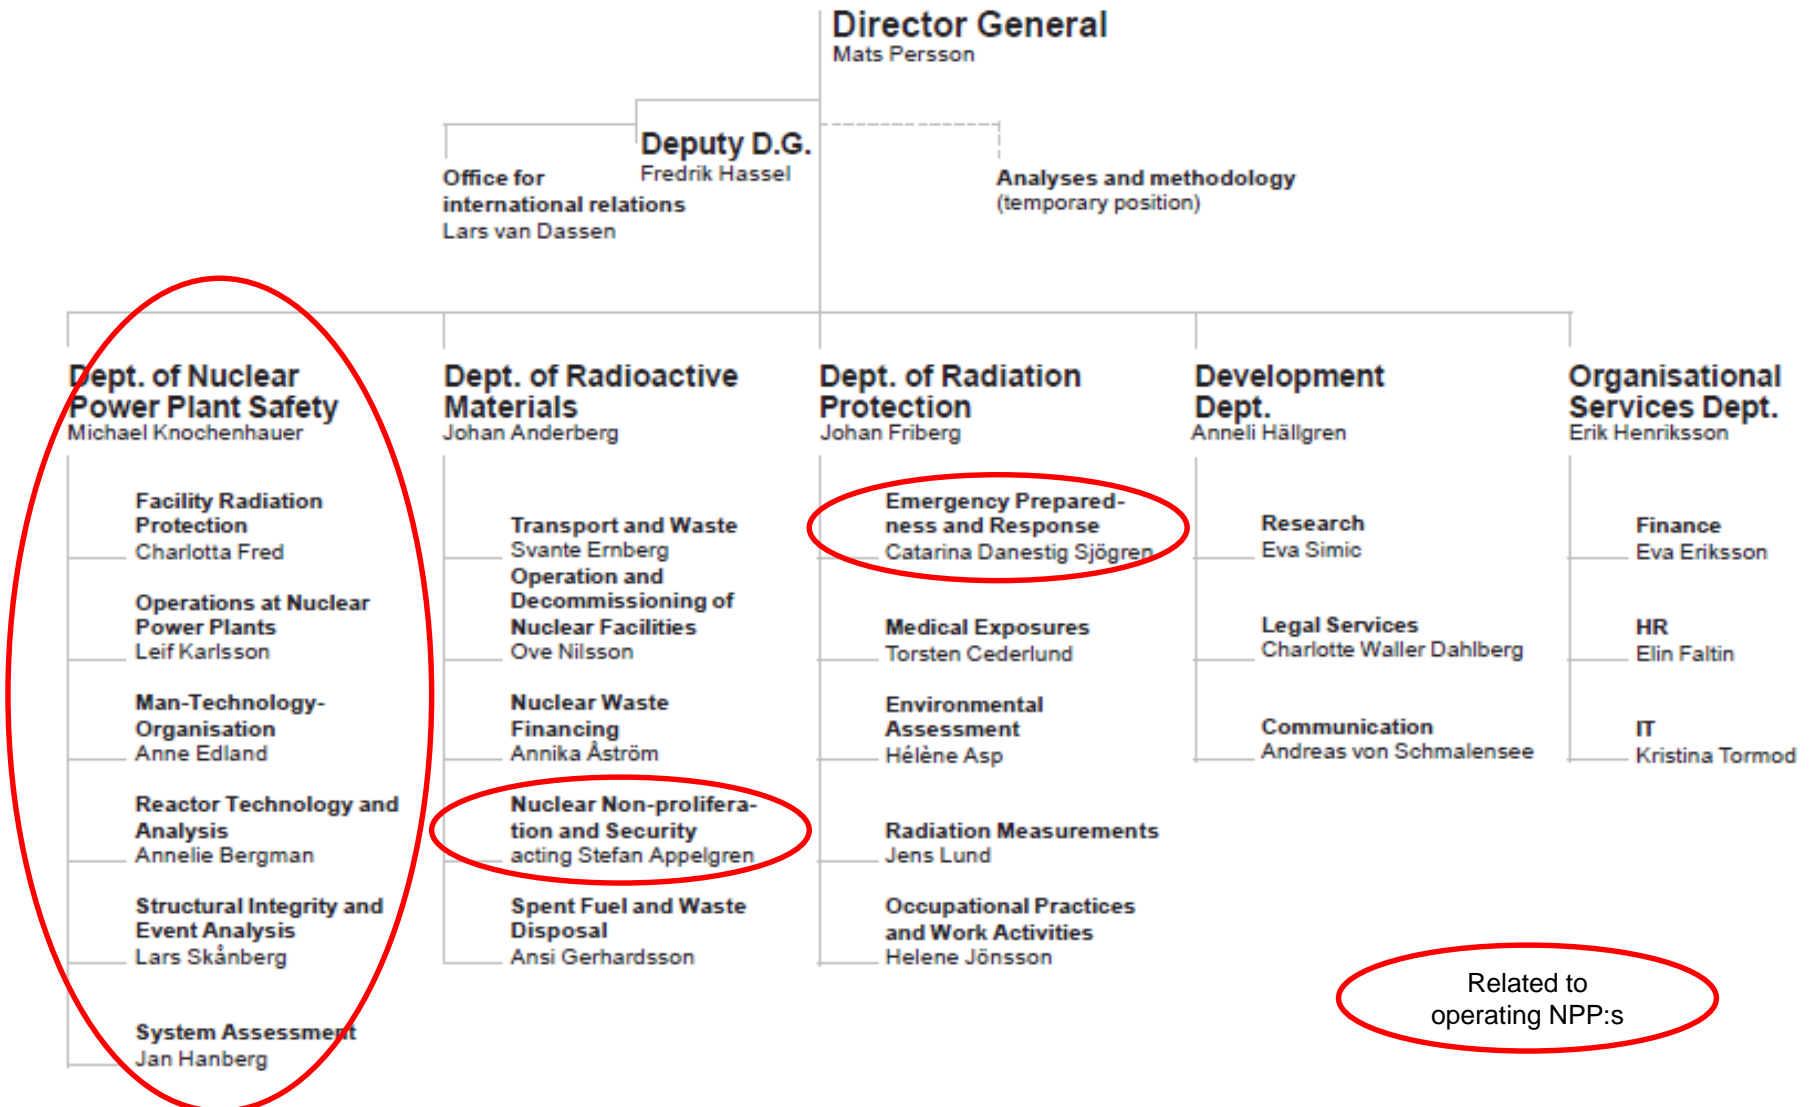 Director General
Mats Persson
Deputy D.G.
Fredrik Hassel
Office for
international relations
Lars van Dassen
Analyses and methodology
(temporary position)
Dept. of Nuclear
Power Plant Safety
Michael Knochenhauer
Facility Radiation
Protection
Charlotta Fred
Operations at Nuclear
Power Plants
Leif Karlsson
Man-Technology-
Organisation
Anne Edland
Reactor Technology and
Analysis
Annelie Bergman
Structural Integrity and
Event Analysis
Lars Skånberg
System Assessment
Jan Hanberg
Dept. of Radioactive
Materials
Johan Anderberg
Transport and Waste
Svante Ernberg
Operation and
Decommissioning of
Nuclear Facilities
Ove Nilsson
Nuclear Waste
Financing
Annika Åström
Nuclear Non-prolifera-
tion and Security
acting Stefan Appelgren
Spent Fuel and Waste
Disposal
Ansi Gerhardsson
Dept. of Radiation
Protection
Johan Friberg
Emergency Prepared-
ness and Response
Catarina Danestig Sjögren
Medical Exposures
Torsten Cederlund
Environmental
Assessment
Hélène Asp
Radiation Measurements
Jens Lund
Occupational Practices
and Work Activities
Helene Jönsson
Development
Dept.
Anneli Hällgren
Research
Eva Simic
Legal Services
Charlotte Waller Dahlberg
Communication
Andreas von Schmalensee
Organisational
Services Dept.
Erik Henriksson
Finance
Eva Eriksson
HR
Elin Faltin
IT
Kristina Tormod
Related to
operating NPP:s